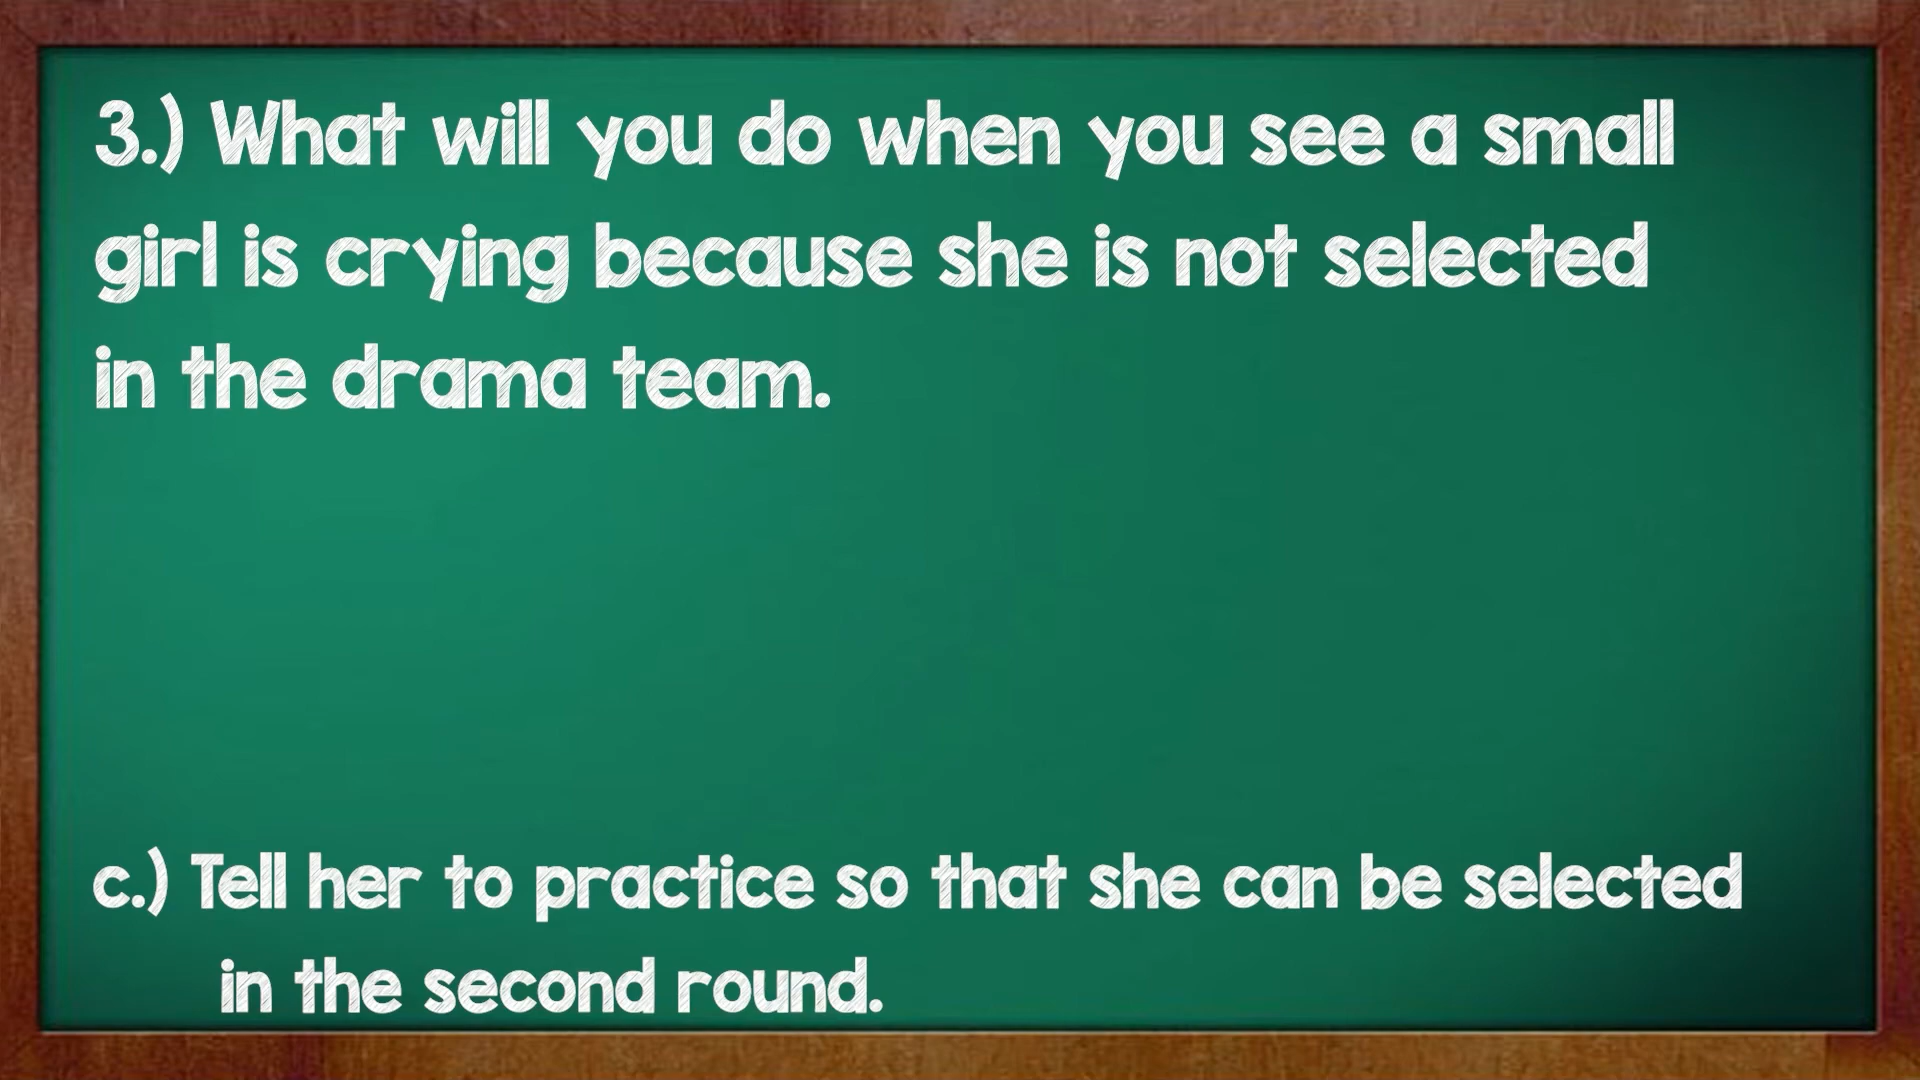 3.) What will you do when you see a small
girl is crying because she is not selected
in the drama team.
c.) Tell her to practice so that she can be selected
in the second round.